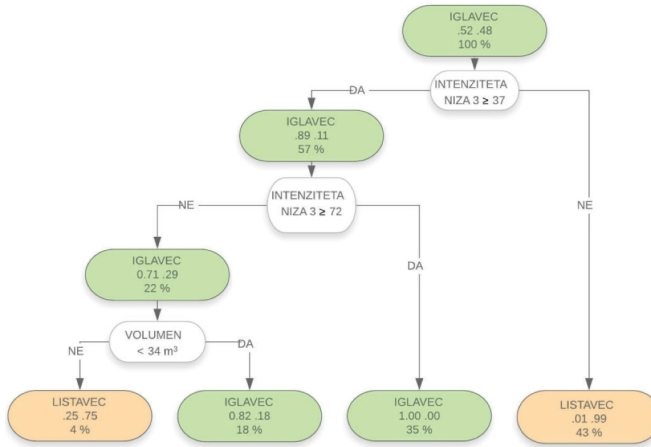 IGLAVEC
.52 .48
100 %
INTENZITETA
NIZA 3 ≥ 37
DA
IGLAVEC
.89 .11
57 %
INTENZITETA
NIZA 3 ≥ 72
NE
NE
IGLAVEC
0.71 .29
22 %
DA
VOLUMEN
< 34 m³
NE
DA
LISTAVEC
.25 .75
4 %
IGLAVEC
0.82 .18
18 %
IGLAVEC
1.00 .00
35 %
LISTAVEC
.01 .99
43 %